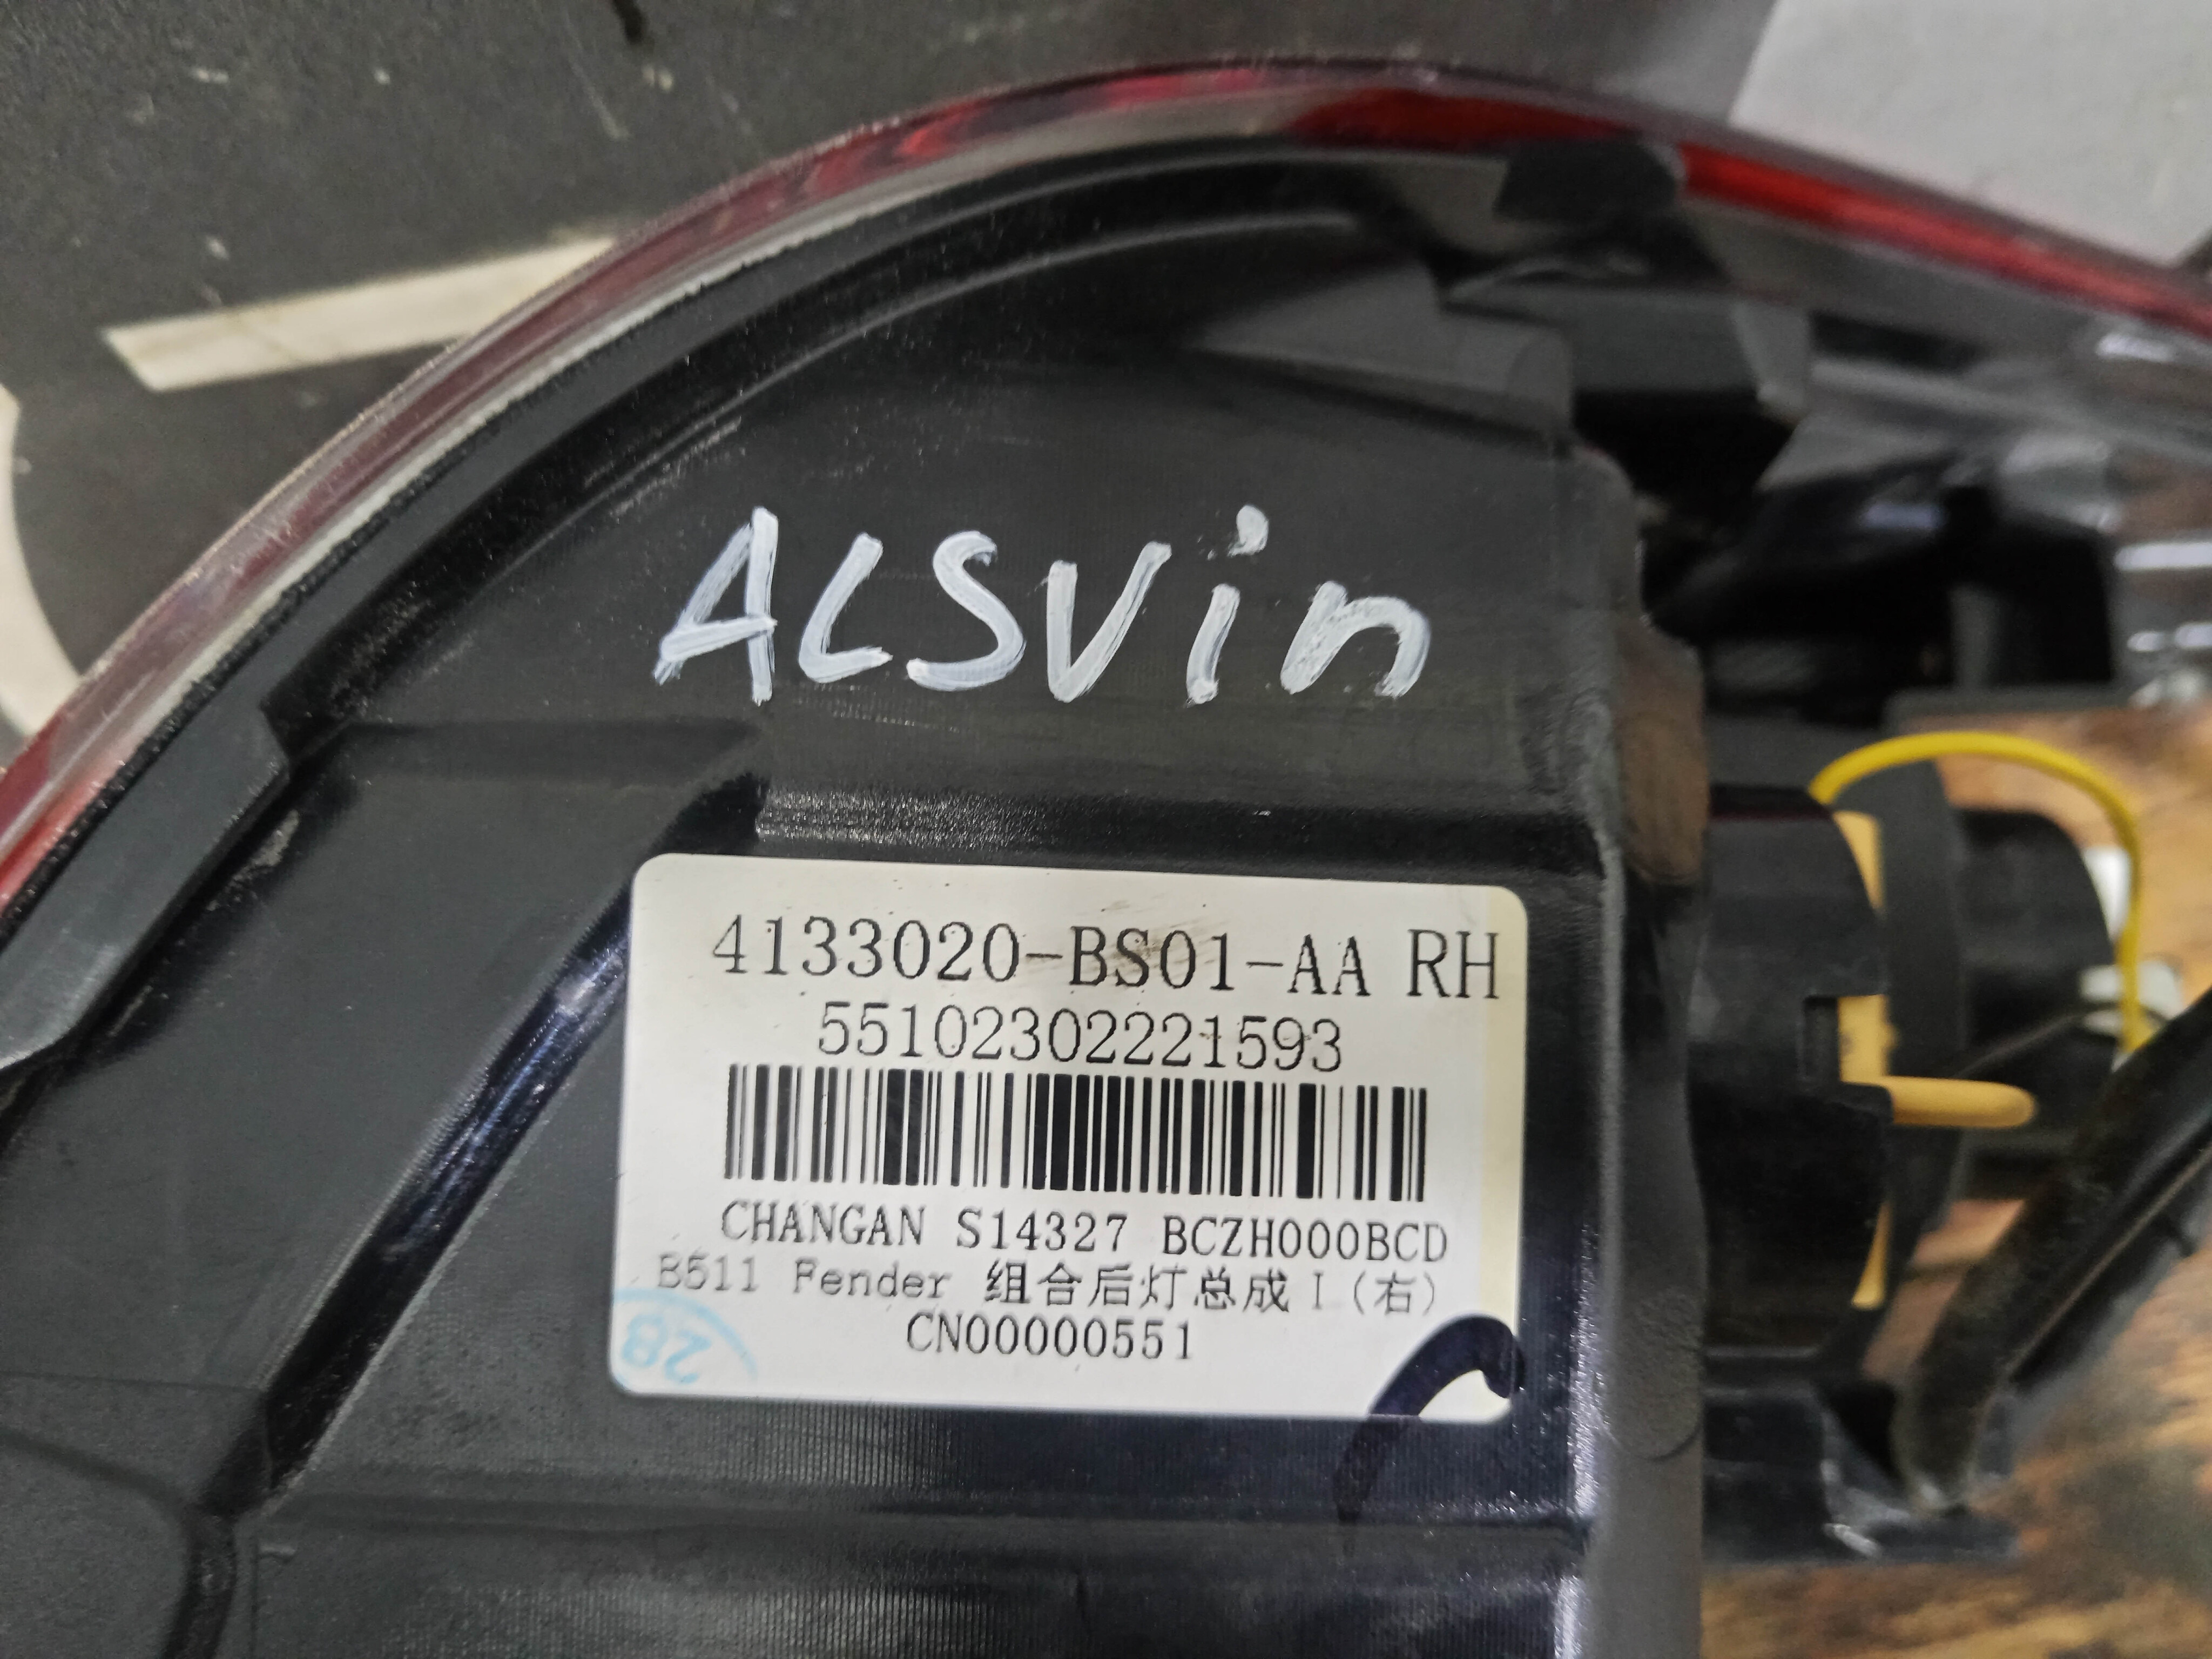 ALSVin
4133020-BS01-AA RH
55102302221593
CHANGAN S14327 BCZH000BCD
B511 Fender 组合后灯总成 I (右)
CN00000551
28